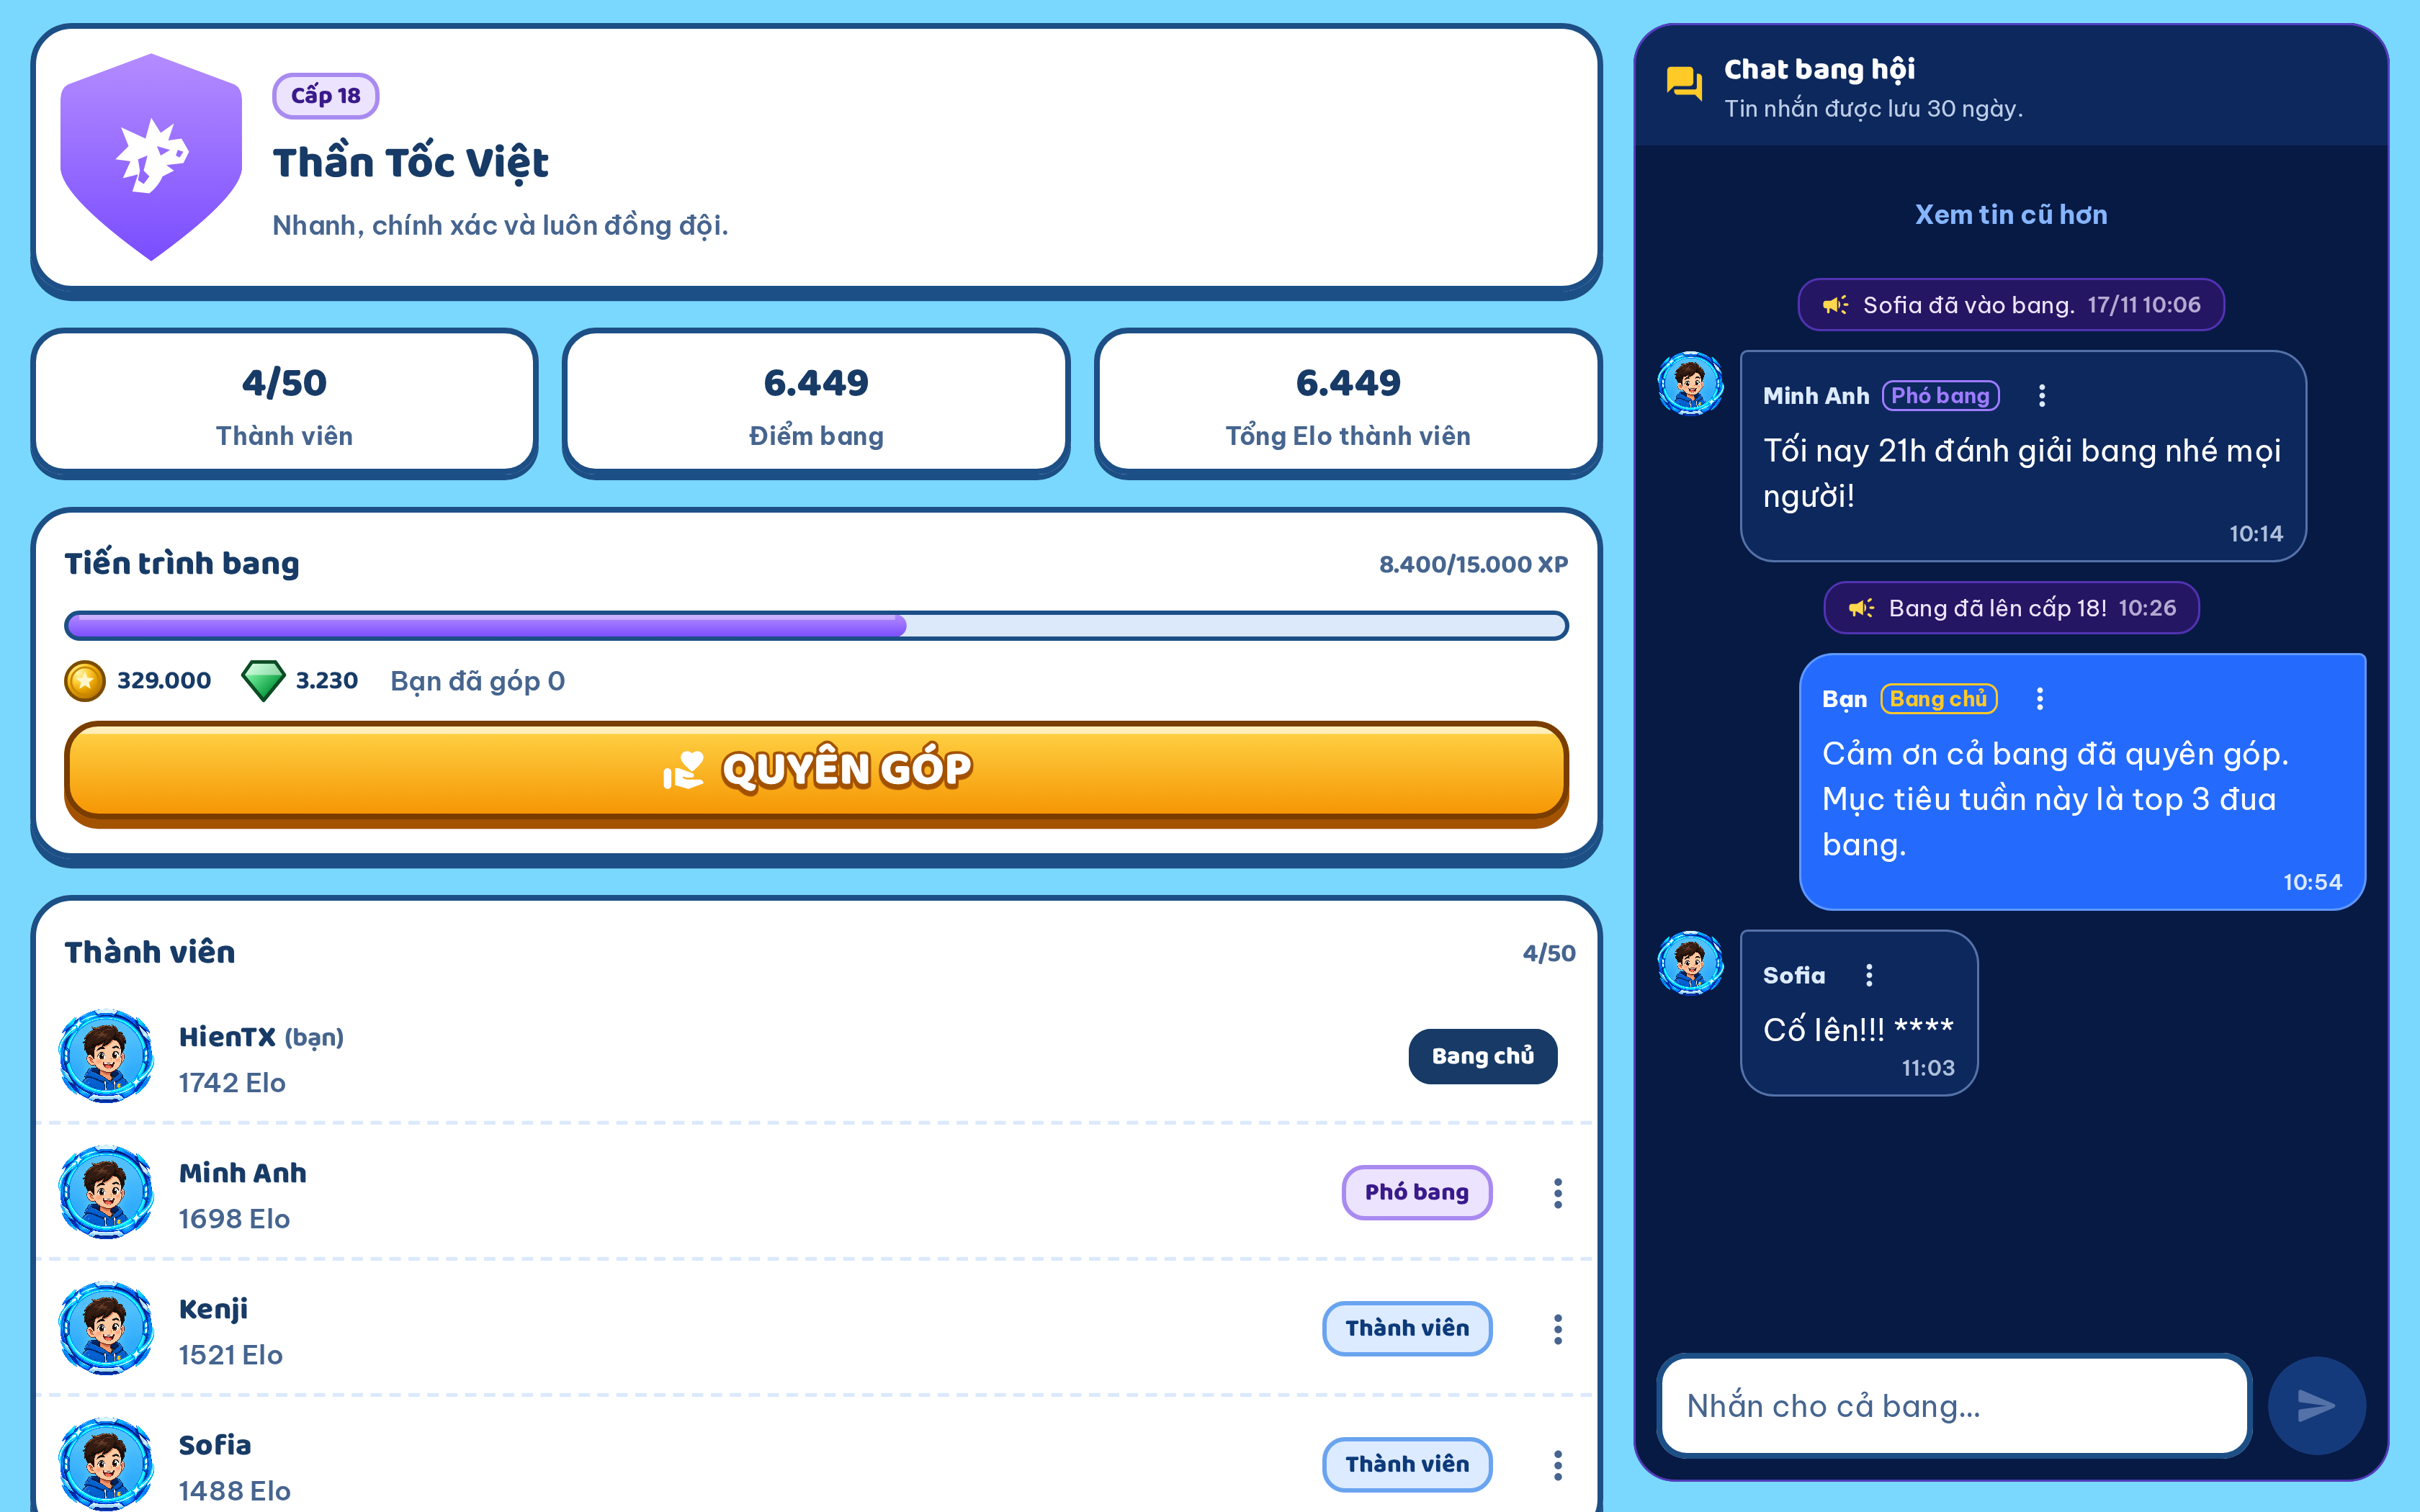 Cấp 18
Thần Tốc Việt
Nhanh, chính xác và luôn đồng đội.
4/50
Thành viên
6.449
Điểm bang
6.449
Tổng Elo thành viên
Tiến trình bang
8.400/15.000 XP
329.000
3.230
Bạn đã góp 0
QUYÊN GÓP
Thành viên
4/50
HienTX (bạn)
1742 Elo
Bang chủ
Minh Anh
1698 Elo
Phó bang
Kenji
1521 Elo
Thành viên
Sofia
1488 Elo
Thành viên
Chat bang hội
Tin nhắn được lưu 30 ngày.
Xem tin cũ hơn
Sofia đã vào bang. 17/11 10:06
Minh Anh Phó bang
Tối nay 21h đánh giải bang nhé mọi
người!
10:14
Bang đã lên cấp 18! 10:26
Bạn Bang chủ
Cảm ơn cả bang đã quyên góp.
Mục tiêu tuần này là top 3 đua
bang.
10:54
Sofia
Cố lên!!! ****
11:03
Nhắn cho cả bang...